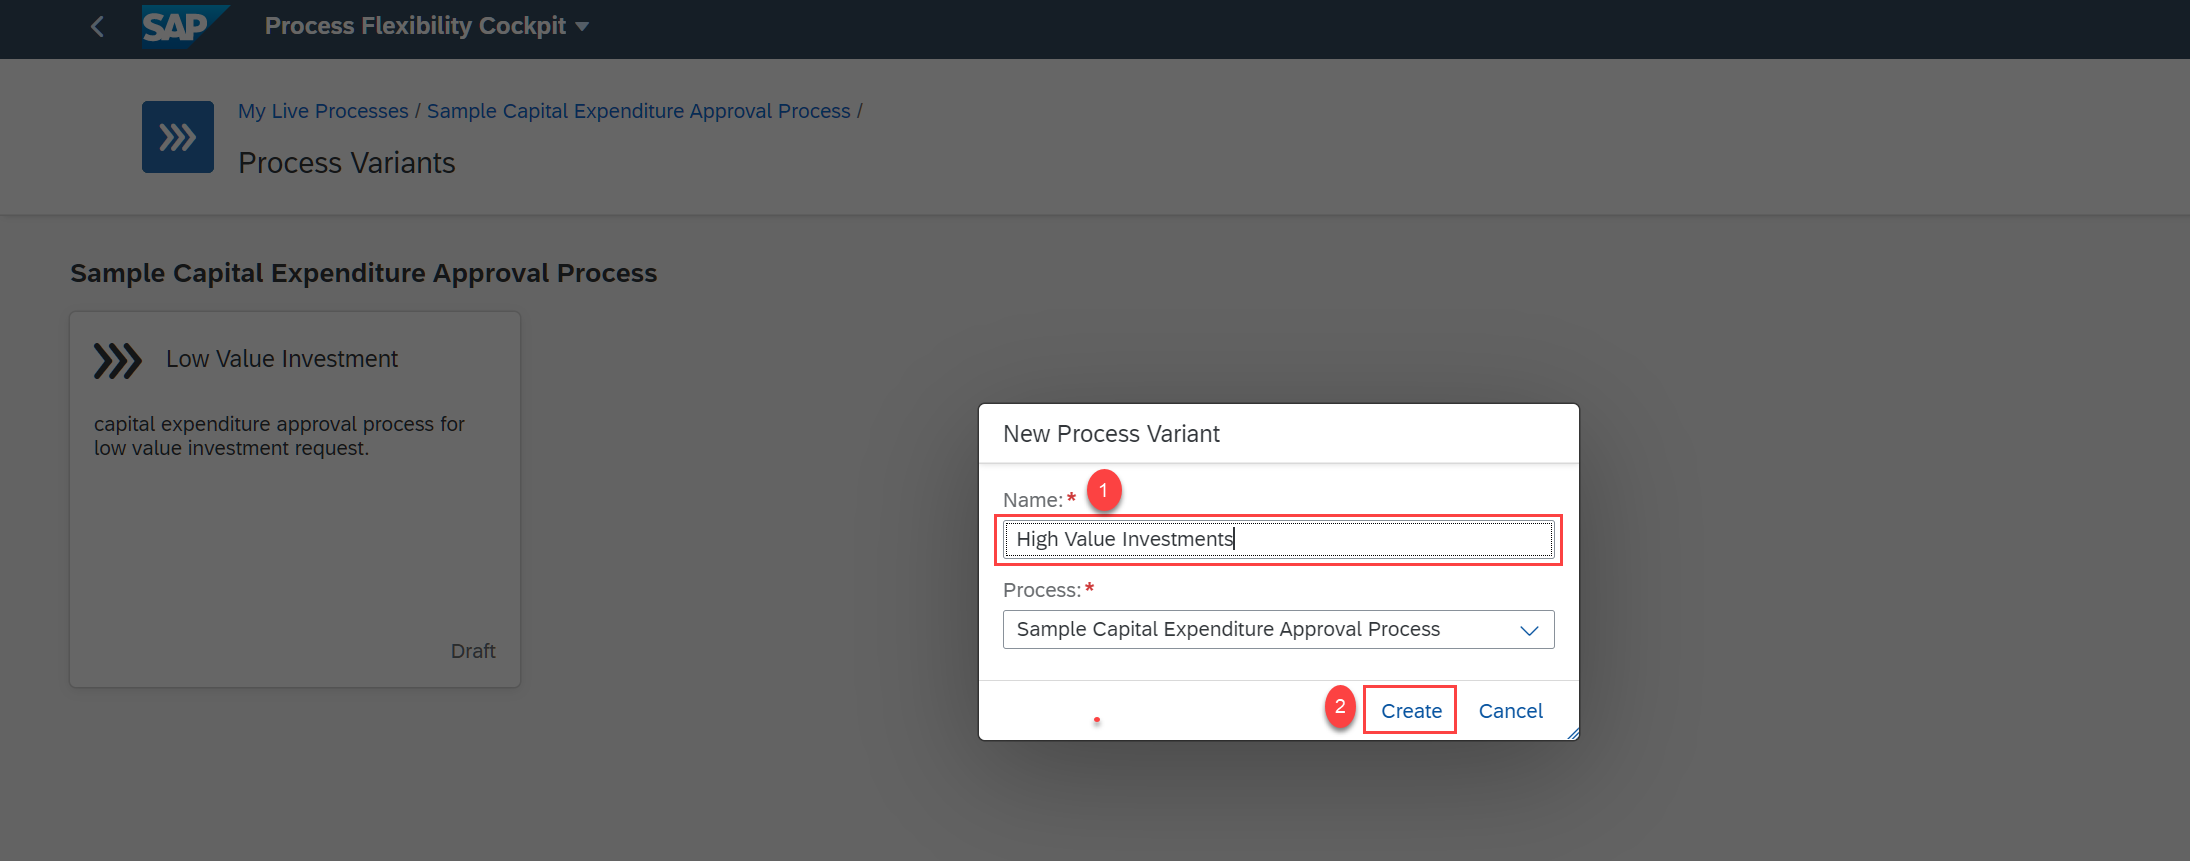 SAP Process Flexibility Cockpit
My Live Processes / Sample Capital Expenditure Approval Process /
Process Variants
Sample Capital Expenditure Approval Process
Low Value Investment
capital expenditure approval process for
low value investment request.
Draft
New Process Variant
Name:* 1
High Value Investments
Process:*
Sample Capital Expenditure Approval Process
2 Create Cancel